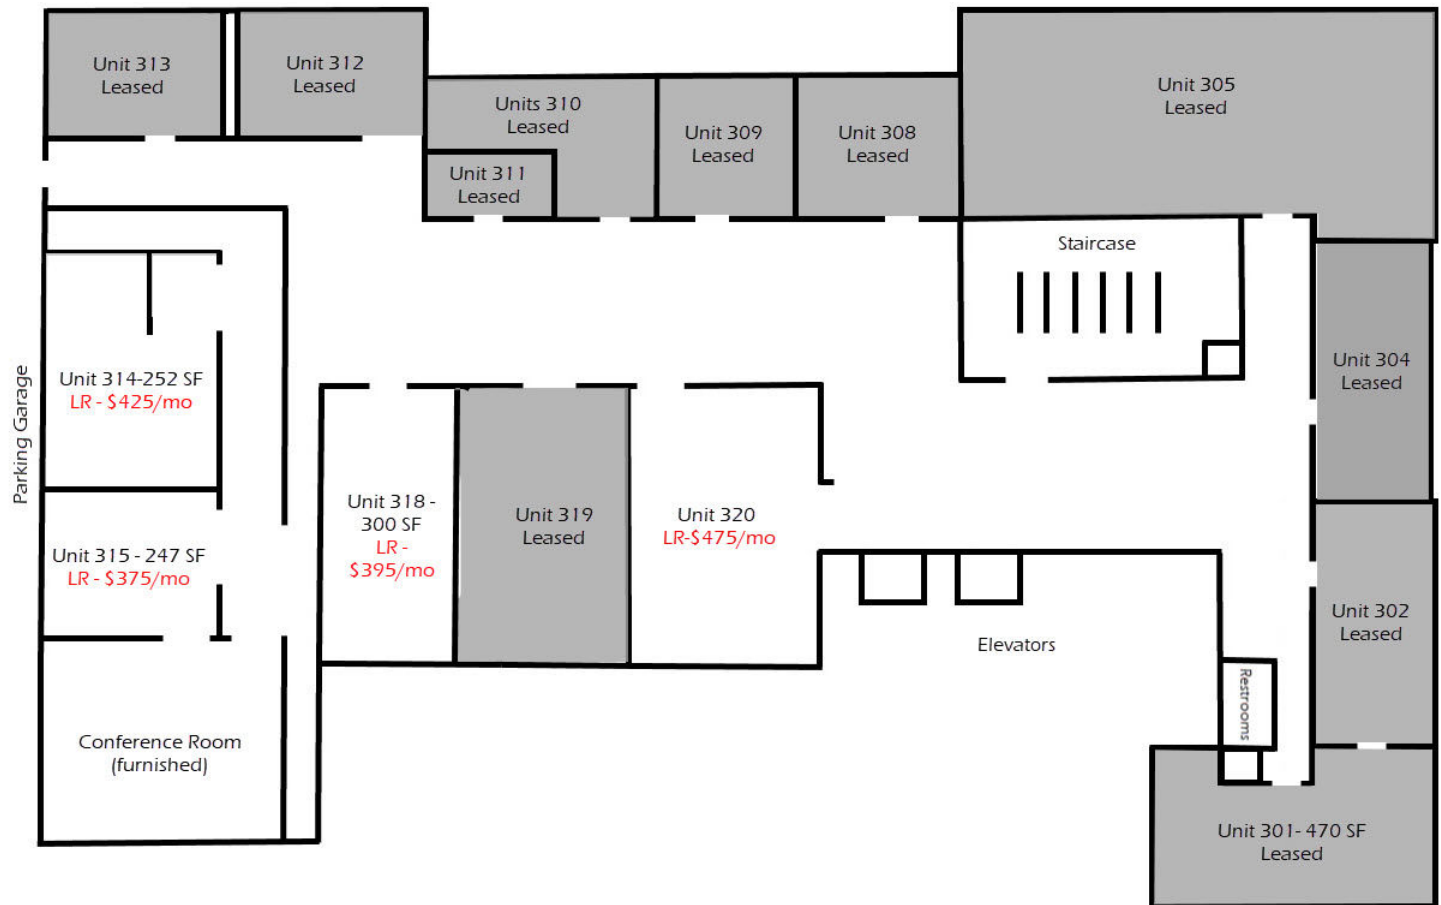 Unit 313
Leased
Unit 312
Leased
Units 310
Leased
Unit 311
Leased
Unit 309
Leased
Unit 308
Leased
Unit 305
Leased
Staircase
Unit 304
Leased
Parking Garage
Unit 314-252 SF
LR - $425/mo
Unit 315 - 247 SF
LR - $375/mo
Unit 318 -
300 SF
LR -
$395/mo
Unit 319
Leased
Unit 320
LR-$475/mo
Unit 302
Leased
Elevators
Restrooms
Conference Room
(furnished)
Unit 301- 470 SF
Leased